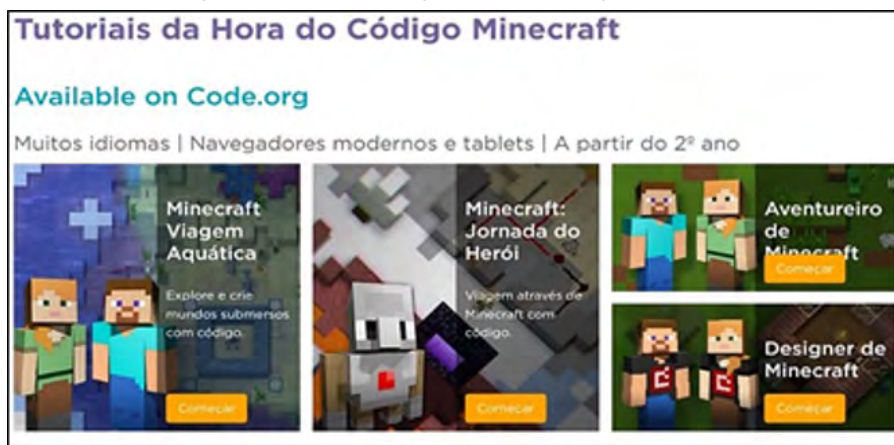 Tutoriais da Hora do Código Minecraft
Available on Code.org
Muitos idiomas | Navegadores modernos e tablets | A partir do 2º ano
Minecraft
Viagem
Aquática
Explore e crie
mundos submersos
com código.
Começar
Minecraft:
Jornada do
Herói
Viagem através de
Minecraft com
código.
Começar
Aventureiro
de
Minecraft
Começar
Designer de
Minecraft
Começar